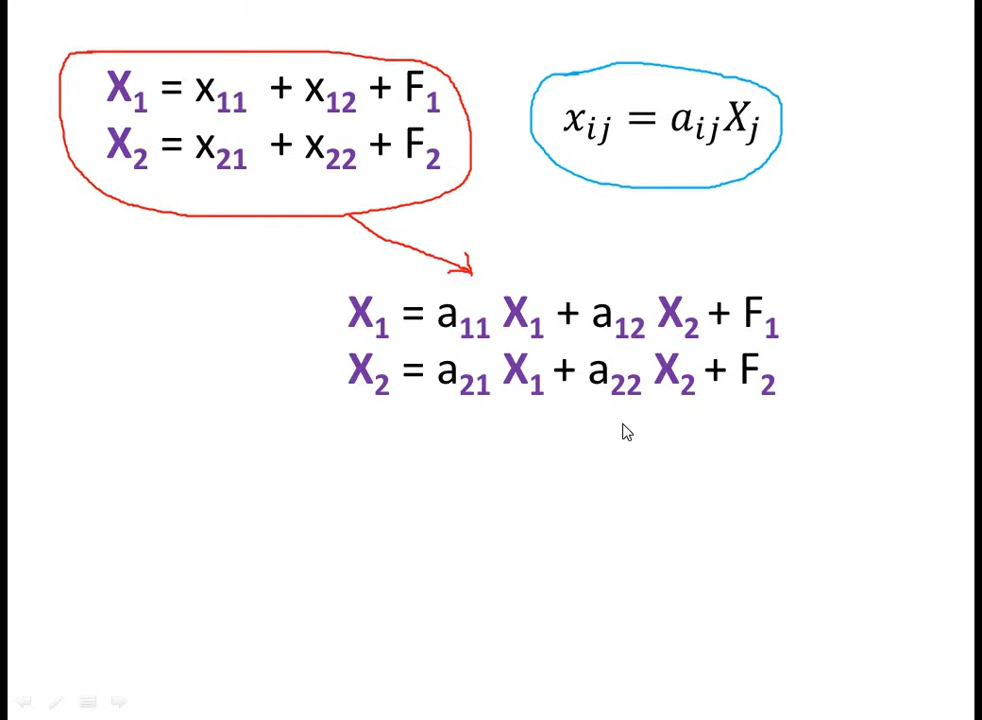 X₁ = x₁₁ + x₁₂ + F₁
X₂ = x₂₁ + x₂₂ + F₂
xᵢⱼ = aᵢⱼXⱼ
X₁ = a₁₁ X₁ + a₁₂ X₂ + F₁
X₂ = a₂₁ X₁ + a₂₂ X₂ + F₂